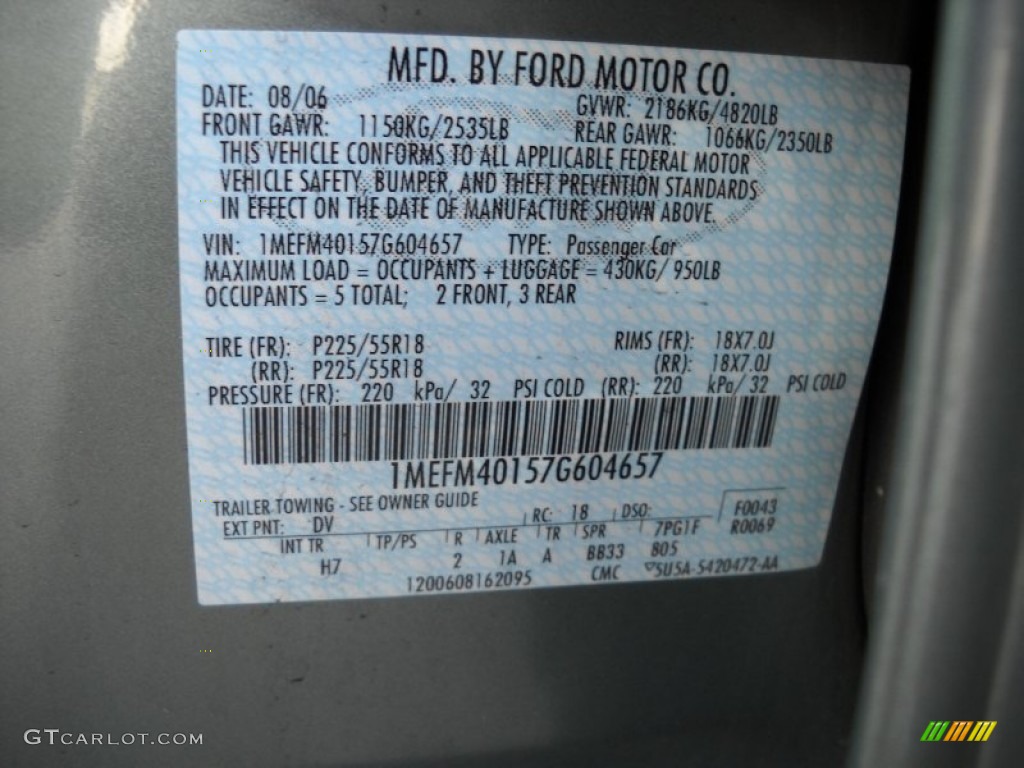 MFD. BY FORD MOTOR CO.
DATE: 08/06 GVWR: 2186KG/4820LB
FRONT GAWR: 1150KG/2535LB REAR GAWR: 1066KG/2350LB
THIS VEHICLE CONFORMS TO ALL APPLICABLE FEDERAL MOTOR
VEHICLE SAFETY, BUMPER, AND THEFT PREVENTION STANDARDS
IN EFFECT ON THE DATE OF MANUFACTURE SHOWN ABOVE.
VIN: 1MEFM40157G604657 TYPE: Passenger Car
MAXIMUM LOAD = OCCUPANTS + LUGGAGE = 430KG/ 950LB
OCCUPANTS = 5 TOTAL; 2 FRONT, 3 REAR
TIRE (FR): P225/55R18 RIMS (FR): 18X7.0J
(RR): P225/55R18 (RR): 18X7.0J
PRESSURE (FR): 220 kPa/ 32 PSI COLD (RR): 220 kPa/ 32 PSI COLD
1MEFM40157G604657
TRAILER TOWING - SEE OWNER GUIDE
EXT PNT: DV RC: 18 DSO: F0043
INT TR TP/PS R AXLE TR SPR 7PG1F R0069
H7 2 1A A BB33 805
1200608162095 CMC 5U5A-5420472-AA
GTCARLOT.COM